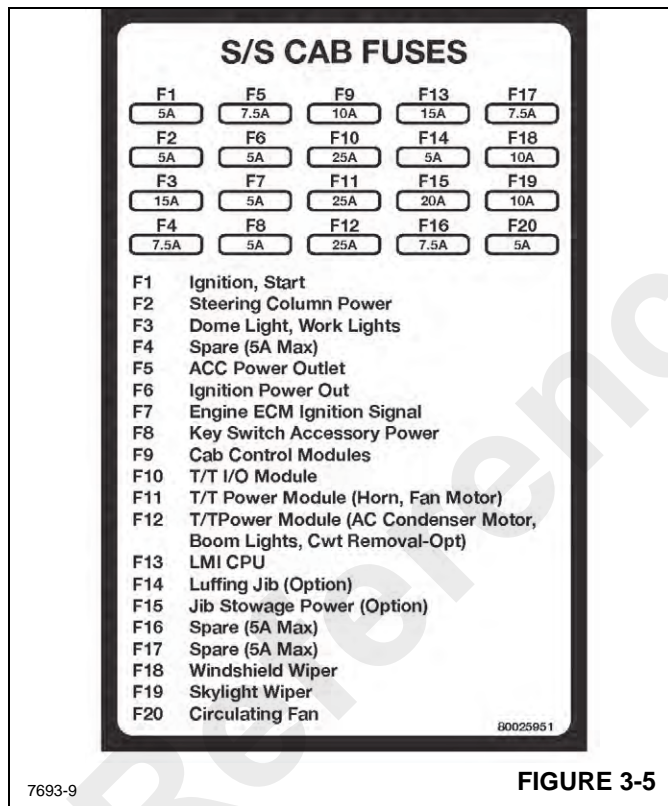 S/S CAB FUSES
F1 F5 F9 F13 F17
5A 7.5A 10A 15A 7.5A
F2 F6 F10 F14 F18
5A 5A 25A 5A 10A
F3 F7 F11 F15 F19
15A 5A 25A 20A 10A
F4 F8 F12 F16 F20
7.5A 5A 25A 7.5A 5A
F1 Ignition, Start
F2 Steering Column Power
F3 Dome Light, Work Lights
F4 Spare (5A Max)
F5 ACC Power Outlet
F6 Ignition Power Out
F7 Engine ECM Ignition Signal
F8 Key Switch Accessory Power
F9 Cab Control Modules
F10 T/T I/O Module
F11 T/T Power Module (Horn, Fan Motor)
F12 T/TPower Module (AC Condenser Motor,
Boom Lights, Cwt Removal-Opt)
F13 LMI CPU
F14 Luffing Jib (Option)
F15 Jib Stowage Power (Option)
F16 Spare (5A Max)
F17 Spare (5A Max)
F18 Windshield Wiper
F19 Skylight Wiper
F20 Circulating Fan
80025951
7693-9
FIGURE 3-5